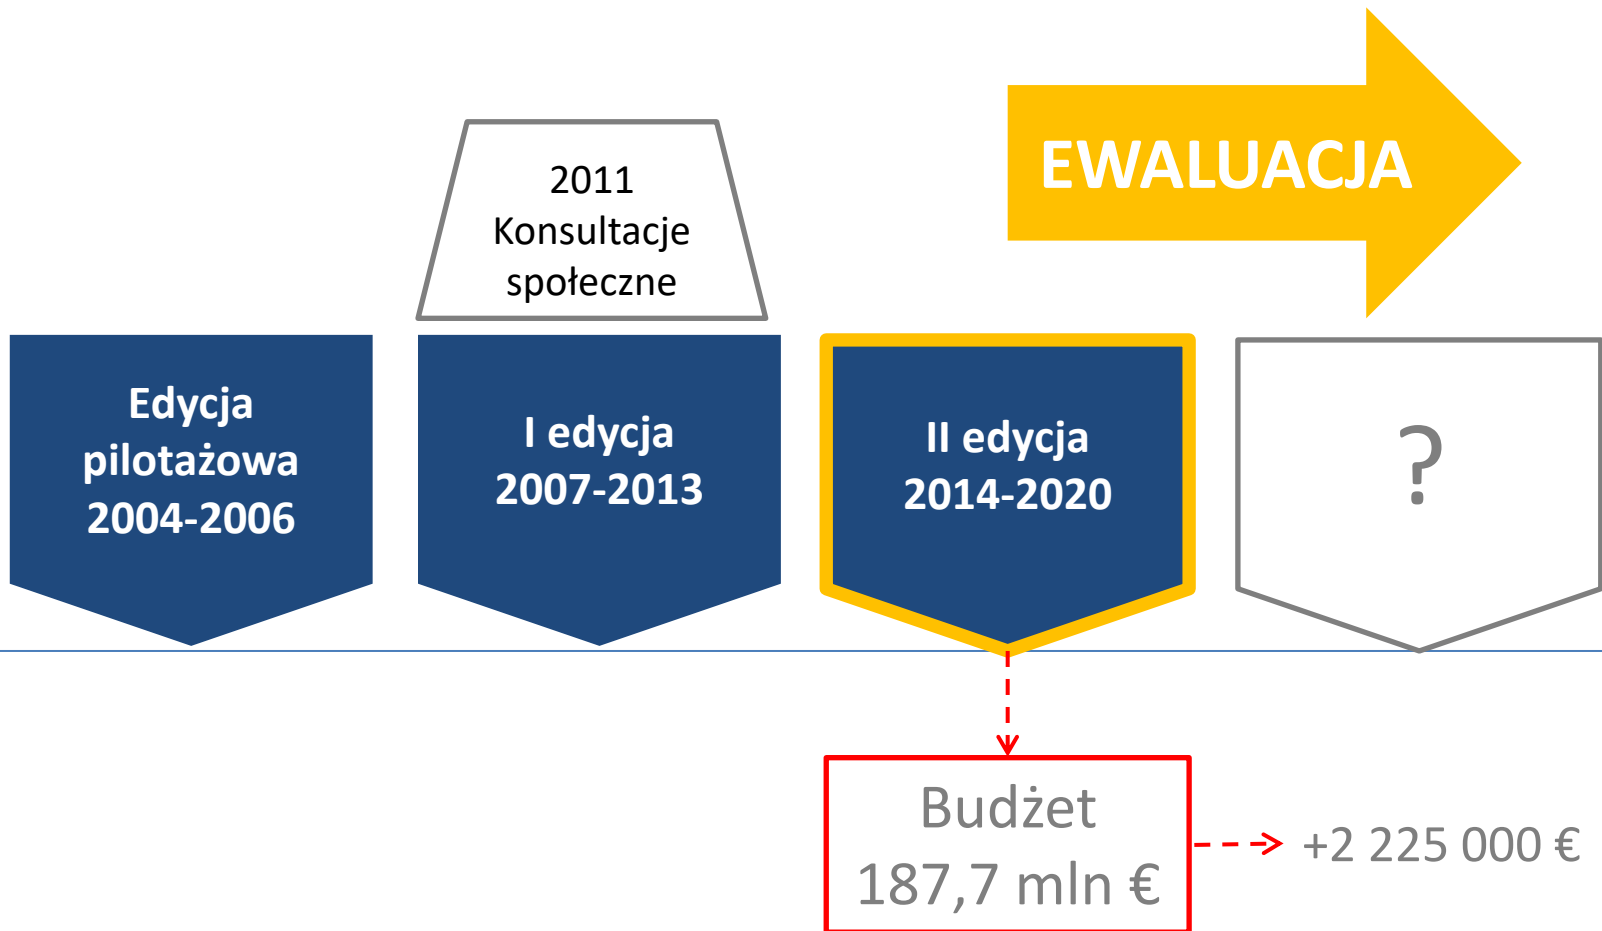 EWALUACJA
2011
Konsultacje
społeczne
Edycja
pilotażowa
2004-2006
I edycja
2007-2013
II edycja
2014-2020
?
Budżet
187,7 mln €
+2 225 000 €